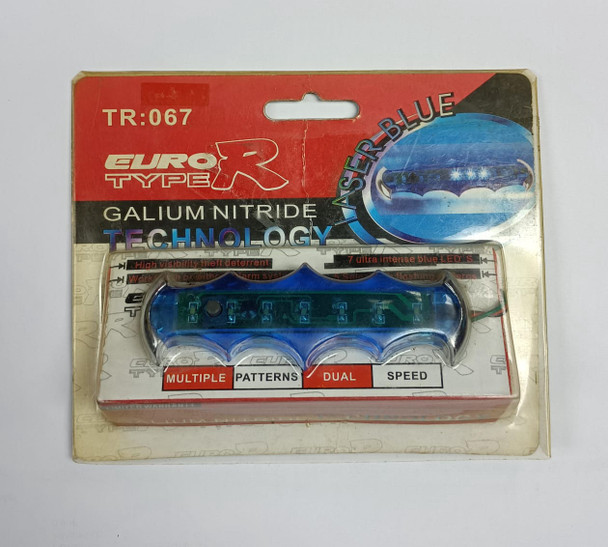 TR:067
EURO R
TYPE
GALIUM NITRIDE
TECHNOLOGY
LASER BLUE
High visibility theft deterrent
7 ultra intense blue LED'S
MULTIPLE PATTERNS DUAL SPEED